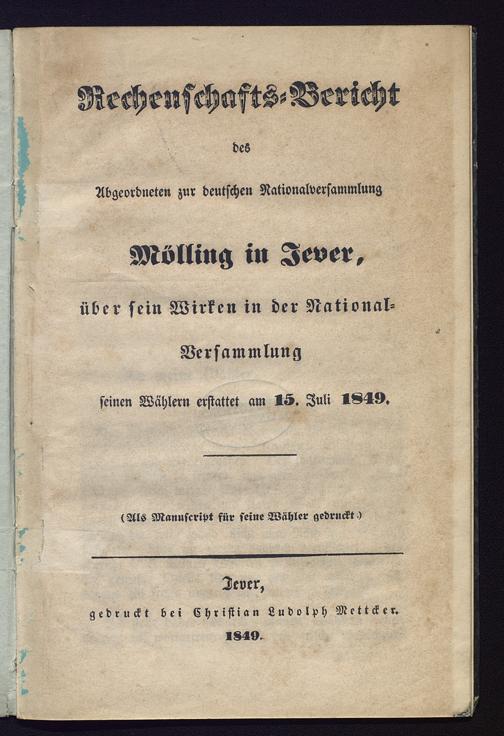 Rechenschafts-Bericht
des
Abgeordneten zur deutschen Nationalversammlung
Mölling in Jever,
über sein Wirken in der National-
Versammlung
seinen Wählern erstattet am 15. Juli 1849.
(Als Manuscript für seine Wähler gedruckt.)
Jever,
gedruckt bei Christian Ludolph Mettcker.
1849.